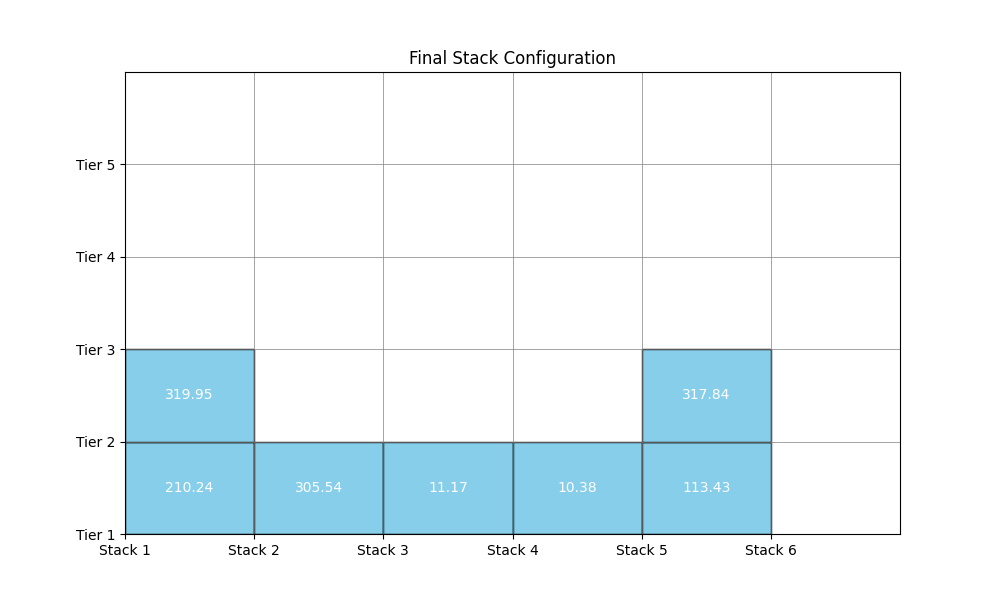 Final Stack Configuration
Tier 5
Tier 4
Tier 3
319.95 317.84
Tier 2
210.24 305.54 11.17 10.38 113.43
Tier 1
Stack 1 Stack 2 Stack 3 Stack 4 Stack 5 Stack 6